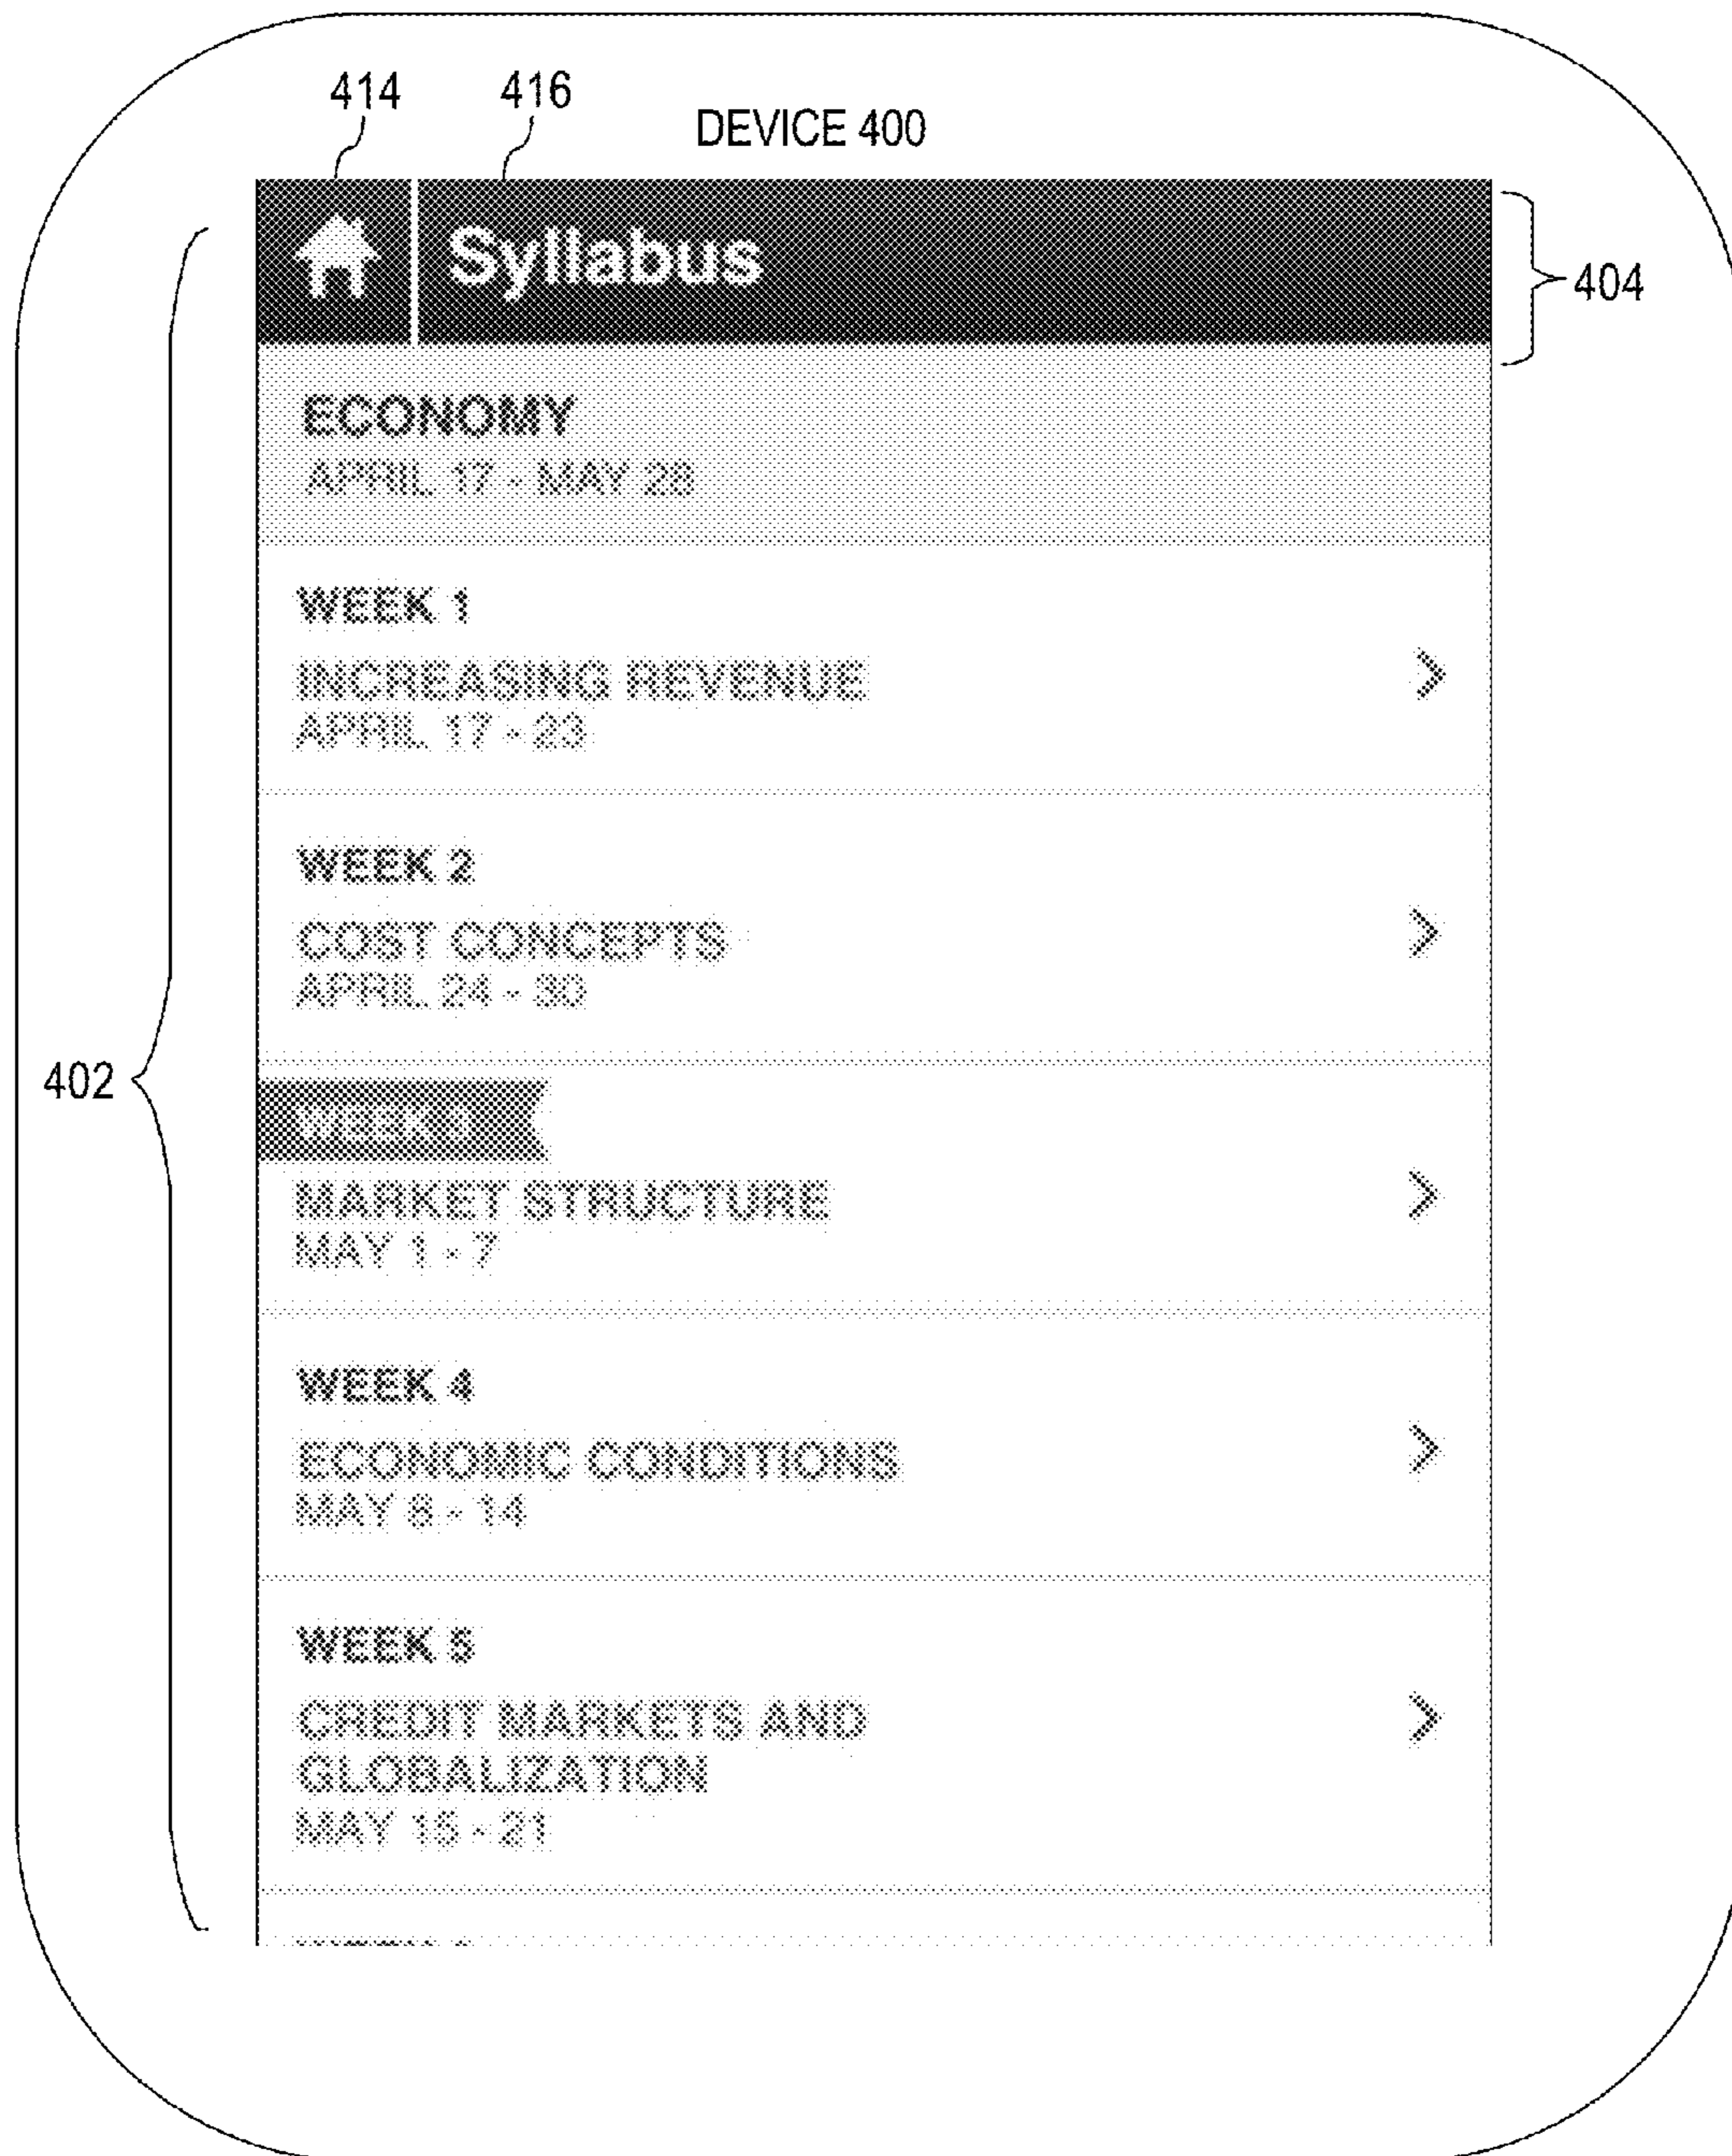 414 416
DEVICE 400
Syllabus
404
ECONOMY
APRIL 17 - MAY 28
WEEK 1
INCREASING REVENUE
APRIL 17 - 23
WEEK 2
COST CONCEPTS
APRIL 24 - 30
402
WEEK
MARKET STRUCTURE
MAY 1 - 7
WEEK 4
ECONOMIC CONDITIONS
MAY 8 - 14
WEEK 5
CREDIT MARKETS AND
GLOBALIZATION
MAY 15 - 21